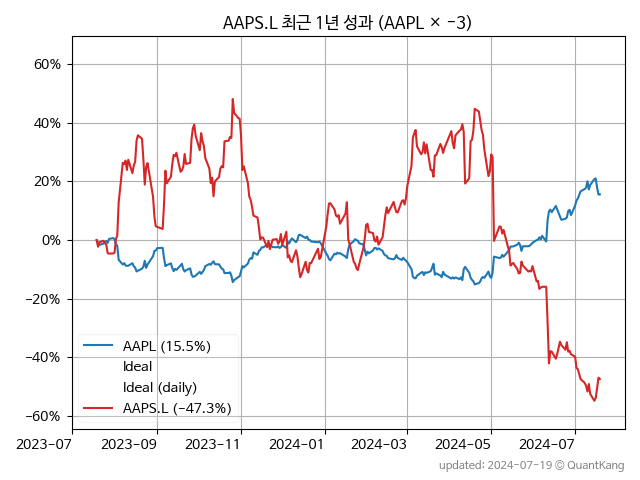 AAPS.L 최근 1년 성과 (AAPL × −3)
60%
40%
20%
0%
−20%
−40%
−60%
AAPL (15.5%)
Ideal
Ideal (daily)
AAPS.L (−47.3%)
2023-07 2023-09 2023-11 2024-01 2024-03 2024-05 2024-07
updated: 2024-07-19 © QuantKang